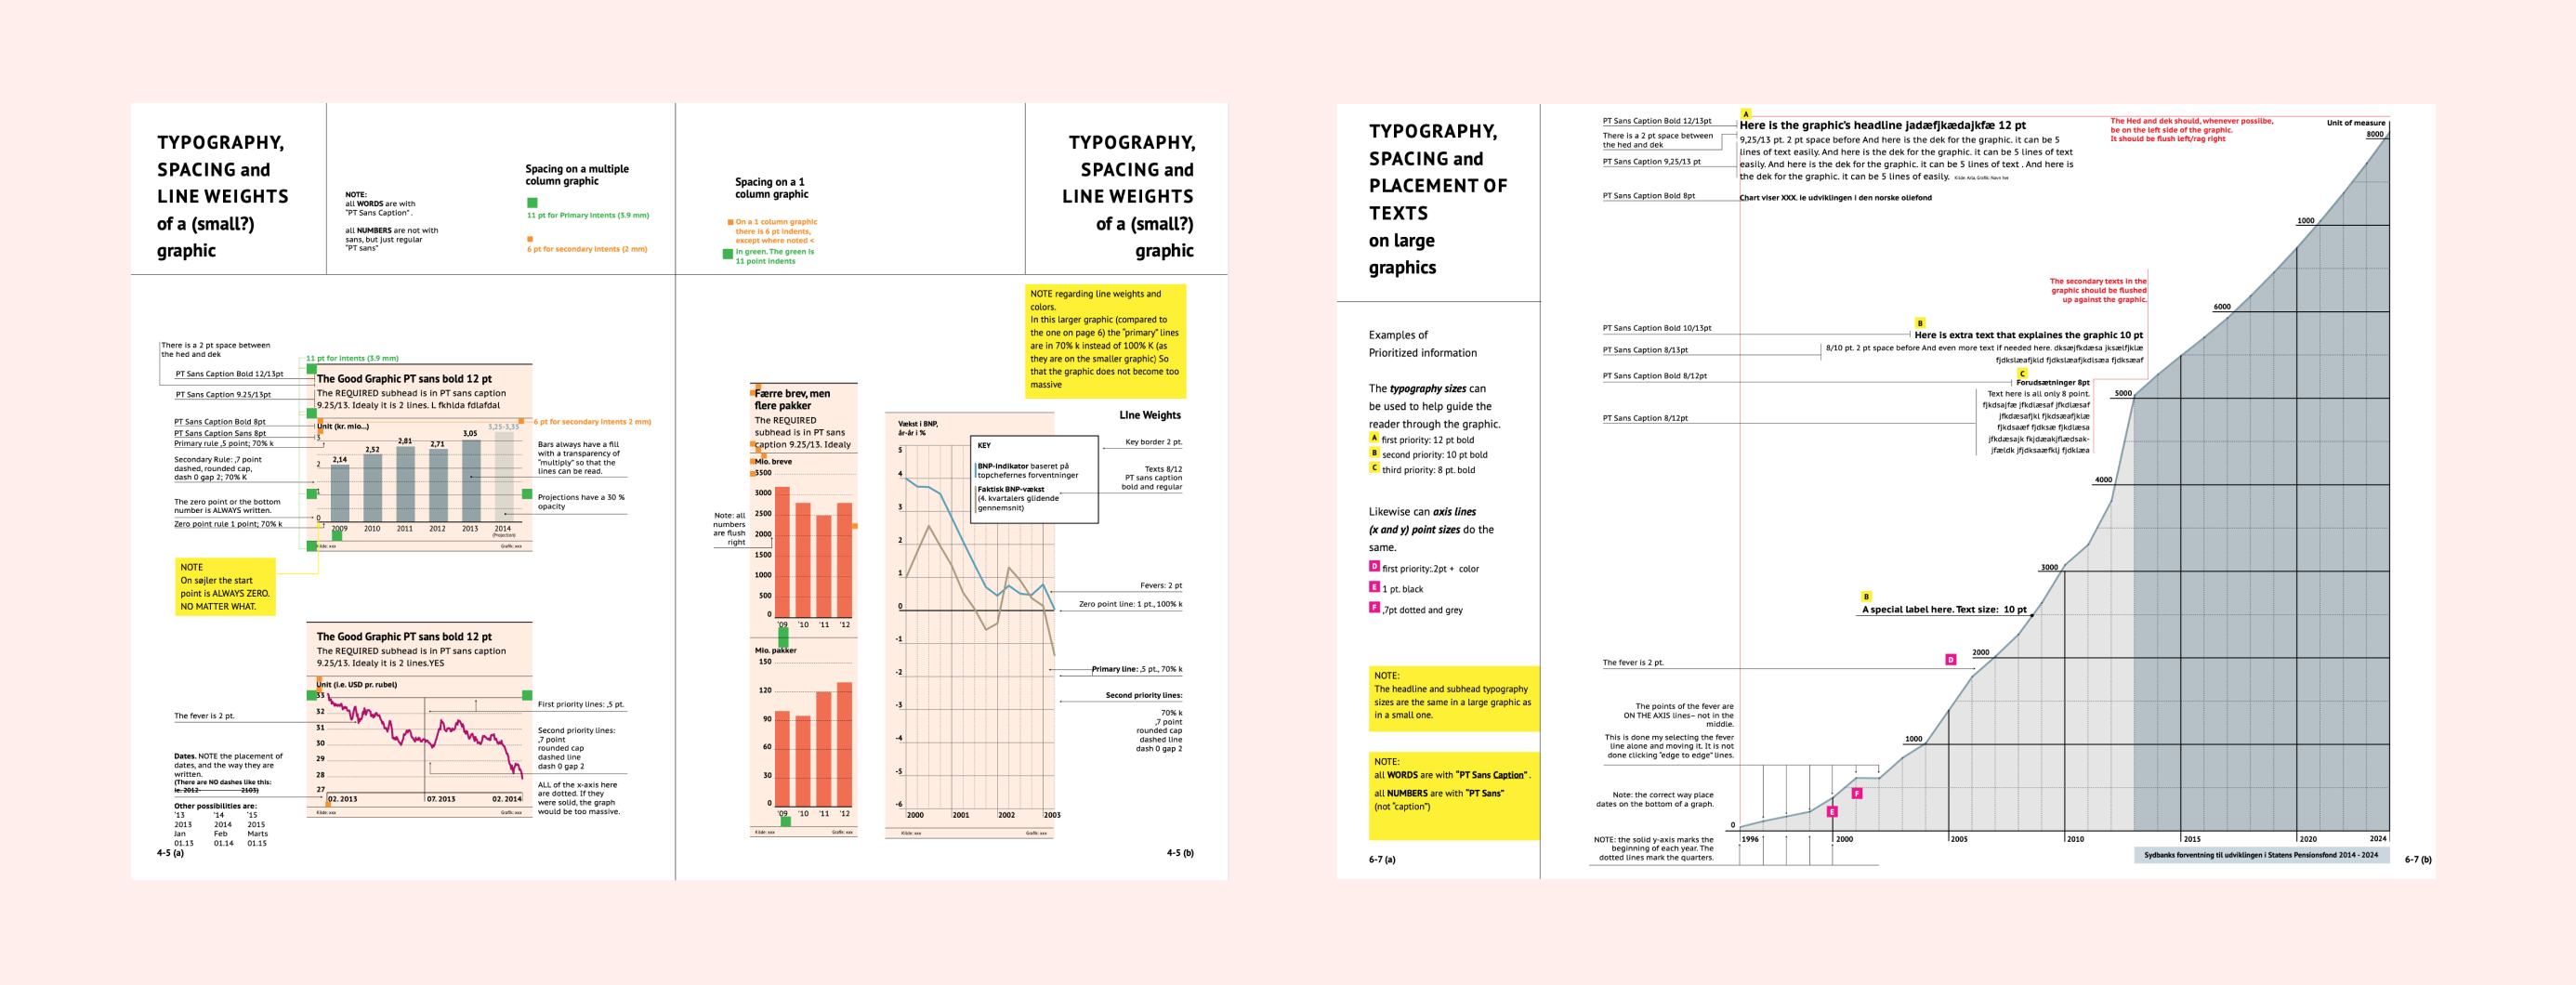 TYPOGRAPHY,
SPACING and
LINE WEIGHTS
of a (small?)
graphic
NOTE:
all WORDS are with
"PT Sans Caption" .
all NUMBERS are not with
sans, but just regular
"PT sans"
Spacing on a multiple
column graphic
11 pt for Primary intents (3.9 mm)
6 pt for secondary intents (2 mm)
Spacing on a 1
column graphic
On a 1 column graphic
there is 6 pt indents,
except where noted <
in green. The green is
11 point indents
TYPOGRAPHY,
SPACING and
LINE WEIGHTS
of a (small?)
graphic
There is a 2 pt space between
the hed and dek
PT Sans Caption Bold 12/13pt
PT Sans Caption 9.25/13pt
PT Sans Caption Bold 8pt
PT Sans Caption Sans 8pt
Primary rule ,5 point; 70% k
Secondary Rule: ,7 point
dashed, rounded cap,
dash 0 gap 2; 70% K
The zero point or the bottom
number is ALWAYS written.
Zero point rule 1 point; 70% k
NOTE
On søjler the start
point is ALWAYS ZERO.
NO MATTER WHAT.
11 pt for intents (3.9 mm)
The Good Graphic PT sans bold 12 pt
The REQUIRED subhead is in PT sans caption
9.25/13. Idealy it is 2 lines. L fkhlda fdlafdal
Unit (kr. mio...)
3
2
1
0
2,14
2,52
2,81
2,71
3,05
3,25-3,35
2009
2010
2011
2012
2013
2014
(Projection)
Kilde: xxx
Grafik: xxx
6 pt for secondary intents 2 mm)
Bars always have a fill
with a transparency of
"multiply" so that the
lines can be read.
Projections have a 30 %
opacity
The Good Graphic PT sans bold 12 pt
The REQUIRED subhead is in PT sans caption
9.25/13. Idealy it is 2 lines.YES
Unit (i.e. USD pr. rubel)
33
32
31
30
29
28
27
02. 2013
07. 2013
02. 2014
Kilde: xxx
Grafik: xxx
The fever is 2 pt.
Dates. NOTE the placement of
dates, and the way they are
written.
(There are NO dashes like this:
ie. 2012- 2103)
Other possibilities are:
'13 '14 '15
2013 2014 2015
Jan Feb Marts
01.13 01.14 01.15
4-5 (a)
First priority lines: ,5 pt.
Second priority lines:
,7 point
rounded cap
dashed line
dash 0 gap 2
ALL of the x-axis here
are dotted. If they
were solid, the graph
would be too massive.
Note: all
numbers
are flush
right
Færre brev, men
flere pakker
The REQUIRED
subhead is in PT sans
caption 9.25/13. Idealy
Mio. breve
3500
3000
2500
2000
1500
1000
500
0
'09 '10 '11 '12
Mio. pakker
150
120
90
60
30
0
'09 '10 '11 '12
Kilde: xxx
Grafik: xxx
NOTE regarding line weights and
colors.
In this larger graphic (compared to
the one on page 6) the "primary" lines
are in 70% k instead of 100% K (as
they are on the smaller graphic) So
that the graphic does not become too
massive
Vækst i BNP,
år-år i %
5
4
3
2
1
0
-1
-2
-3
-4
-5
-6
2000
2001
2002
2003
Kilde: xxx
Grafik: xxx
KEY
BNP-indikator baseret på
topchefernes forventninger
Faktisk BNP-vækst
(4. kvartalers glidende
gennemsnit)
LIne Weights
Key border 2 pt.
Texts 8/12
PT sans caption
bold and regular
Fevers: 2 pt
Zero point line: 1 pt., 100% k
Primary line: ,5 pt., 70% k
Second priority lines:
70% k
,7 point
rounded cap
dashed line
dash 0 gap 2
4-5 (b)
TYPOGRAPHY,
SPACING and
PLACEMENT OF
TEXTS
on large
graphics
Examples of
Prioritized information
The typography sizes can
be used to help guide the
reader through the graphic.
A first priority: 12 pt bold
B second priority: 10 pt bold
C third priority: 8 pt. bold
Likewise can axis lines
(x and y) point sizes do the
same.
D first priority:.2pt + color
E 1 pt. black
F ,7pt dotted and grey
NOTE:
The headline and subhead typography
sizes are the same in a large graphic as
in a small one.
NOTE:
all WORDS are with "PT Sans Caption" .
all NUMBERS are with "PT Sans"
(not "caption")
6-7 (a)
PT Sans Caption Bold 12/13pt
There is a 2 pt space between
the hed and dek
PT Sans Caption 9,25/13 pt
PT Sans Caption Bold 8pt
A
Here is the graphic's headline jadæfjkædajkfæ 12 pt
9,25/13 pt. 2 pt space before And here is the dek for the graphic. it can be 5
lines of text easily. And here is the dek for the graphic. it can be 5 lines of text
easily. And here is the dek for the graphic. it can be 5 lines of text . And here is
the dek for the graphic. it can be 5 lines of easily. Kilde: Arla, Grafik: Navn her
Chart viser XXX. ie udviklingen i den norske oliefond
The Hed and dek should, whenever possilbe,
be on the left side of the graphic.
It should be flush left/rag right
Unit of measure
8000
1000
6000
5000
4000
3000
2000
1000
0
The secondary texts in the
graphic should be flushed
up against the graphic.
PT Sans Caption Bold 10/13pt
PT Sans Caption 8/13pt
PT Sans Caption Bold 8/12pt
PT Sans Caption 8/12pt
B
Here is extra text that explaines the graphic 10 pt
8/10 pt. 2 pt space before And even more text if needed here. dksæjfkdæsa jksælfjklæ
fjdkslæafjkld fjdkslæafjkdlsæa fjdksæaf
C
Forudsætninger 8pt
Text here is all only 8 point.
fjkdsajfæ jfkdlæsaf jfkdlæsaf
jfkdæsafjkl fjkdsæafjklæ
fjkdsaæf fjdksæ fjkdlæa
jfkdæsajk fkjdæakjflædsak-
jfældk jfjdksaæfklj fjdklæa
B
A special label here. Text size: 10 pt
D
The fever is 2 pt.
The points of the fever are
ON THE AXIS lines– not in the
middle.
This is done my selecting the fever
line alone and moving it. It is not
done clicking "edge to edge" lines.
Note: the correct way place
dates on the bottom of a graph.
NOTE: the solid y-axis marks the
beginning of each year. The
dotted lines mark the quarters.
F
E
1996
2000
2005
2010
2015
2020
2024
Sydbanks forventning til udviklingen i Statens Pensionsfond 2014 - 2024
6-7 (b)